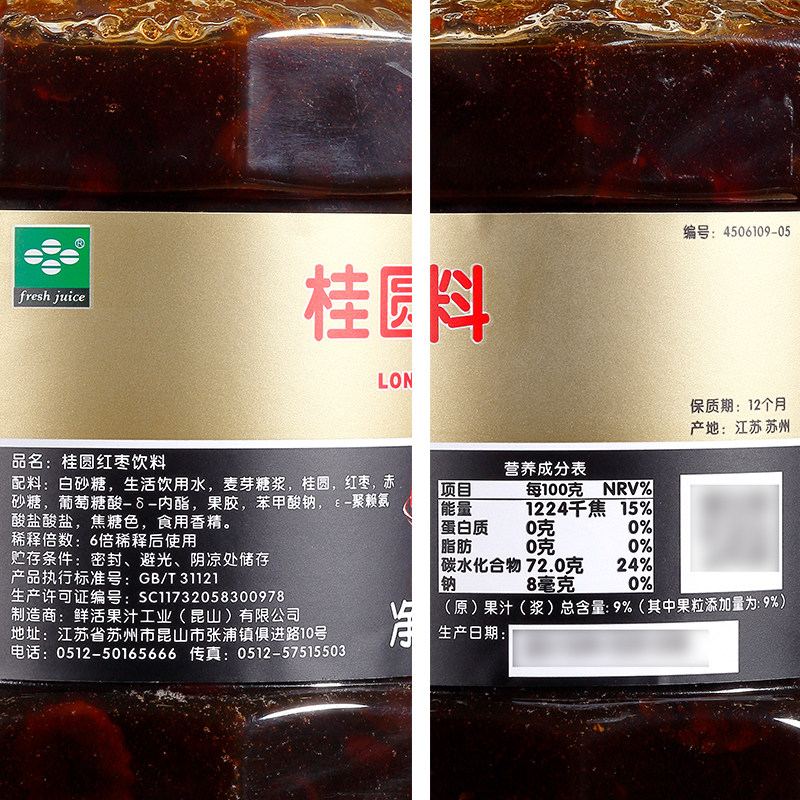 fresh juice
桂圆
LON
品名：桂圆红枣饮料
配料：白砂糖，生活饮用水，麦芽糖浆，桂圆，红枣，赤
砂糖，葡萄糖酸-δ-内酯，果胶，苯甲酸钠，ε-聚赖氨
酸盐酸盐，焦糖色，食用香精。
稀释倍数：6倍稀释后使用
贮存条件：密封、避光、阴凉处储存
产品执行标准号：GB/T 31121
生产许可证编号：SC11732058300978
制造商：鲜活果汁工业（昆山）有限公司
地址：江苏省苏州市昆山市张浦镇俱进路10号
电话：0512-50165666 传真：0512-57515503
净
编号：4506109-05
料
保质期：12个月
产地：江苏 苏州
营养成分表
项目 每100克 NRV%
能量 1224千焦 15%
蛋白质 0克 0%
脂肪 0克 0%
碳水化合物 72.0克 24%
钠 8毫克 0%
（原）果汁（浆）总含量：9%（其中果粒添加量为：9%）
生产日期：